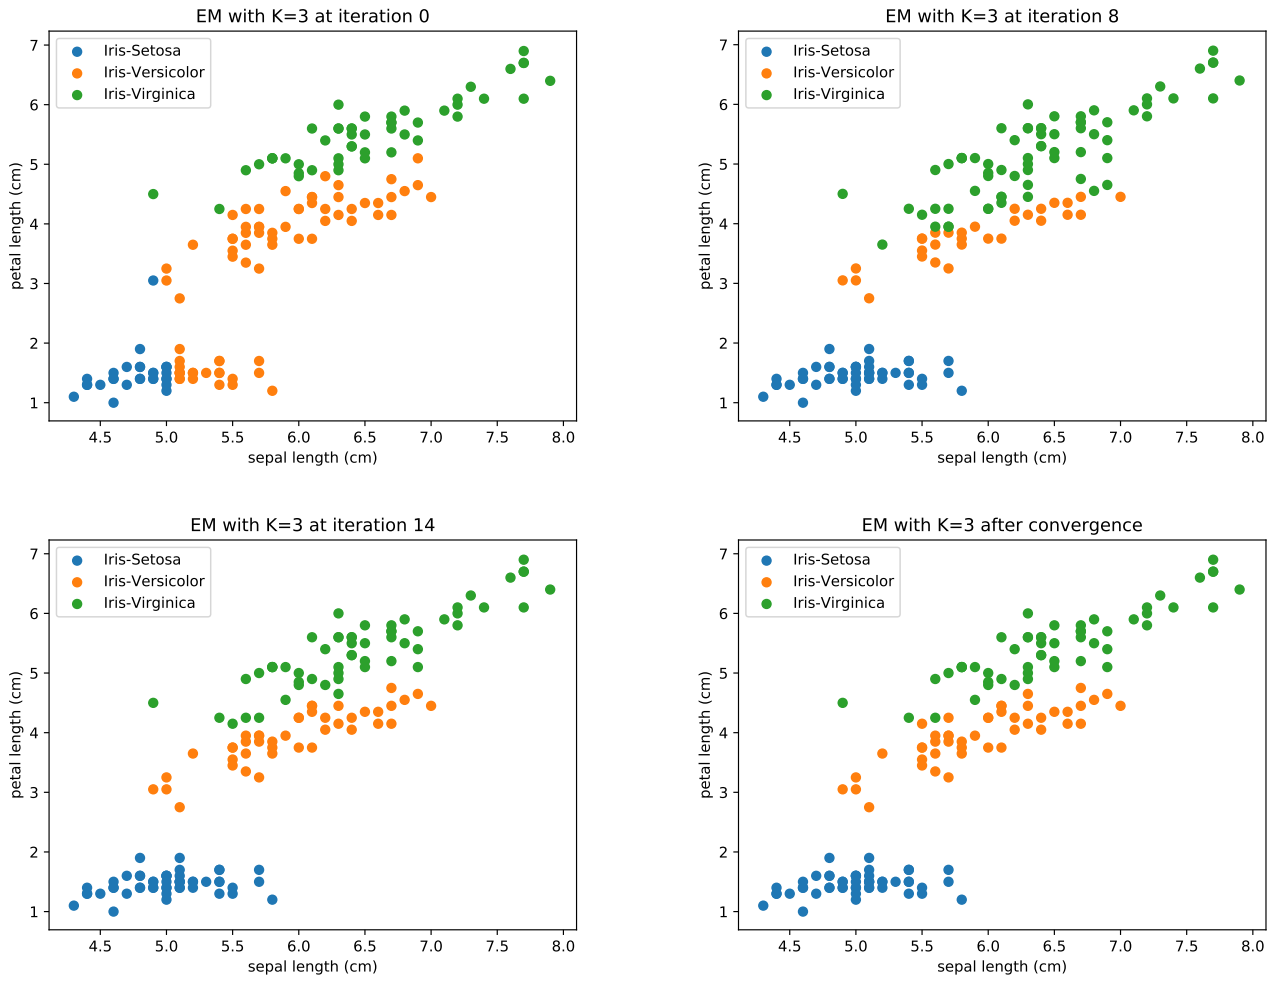 EM with K=3 at iteration 0
Iris-Setosa
Iris-Versicolor
Iris-Virginica
7
6
5
4
3
2
1
petal length (cm)
4.5 5.0 5.5 6.0 6.5 7.0 7.5 8.0
sepal length (cm)
EM with K=3 at iteration 8
Iris-Setosa
Iris-Versicolor
Iris-Virginica
7
6
5
4
3
2
1
petal length (cm)
4.5 5.0 5.5 6.0 6.5 7.0 7.5 8.0
sepal length (cm)
EM with K=3 at iteration 14
Iris-Setosa
Iris-Versicolor
Iris-Virginica
7
6
5
4
3
2
1
petal length (cm)
4.5 5.0 5.5 6.0 6.5 7.0 7.5 8.0
sepal length (cm)
EM with K=3 after convergence
Iris-Setosa
Iris-Versicolor
Iris-Virginica
7
6
5
4
3
2
1
petal length (cm)
4.5 5.0 5.5 6.0 6.5 7.0 7.5 8.0
sepal length (cm)